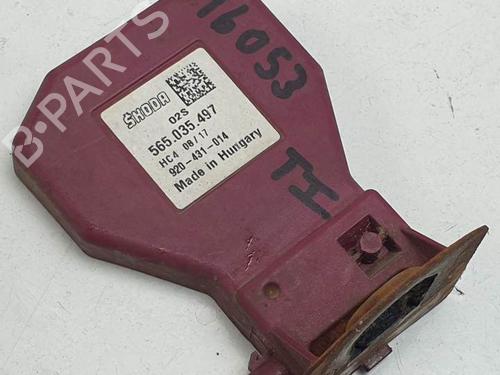 B-PARTS
16053
ŠKODA
02S
565.035.497
HC4 08/17
920-431-014
Made in Hungary
TH